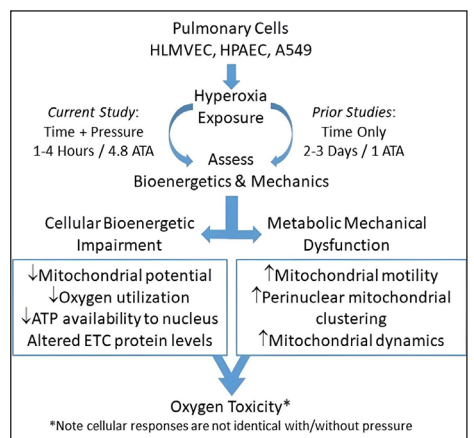 Pulmonary Cells
HLMVEC, HPAEC, A549
Hyperoxia
Exposure
Current Study:
Time + Pressure
1-4 Hours / 4.8 ATA
Prior Studies:
Time Only
2-3 Days / 1 ATA
Assess
Bioenergetics & Mechanics
Cellular Bioenergetic
Impairment
↓Mitochondrial potential
↓Oxygen utilization
↓ATP availability to nucleus
Altered ETC protein levels
Metabolic Mechanical
Dysfunction
↑Mitochondrial motility
↑Perinuclear mitochondrial
clustering
↑Mitochondrial dynamics
Oxygen Toxicity*
*Note cellular responses are not identical with/without pressure